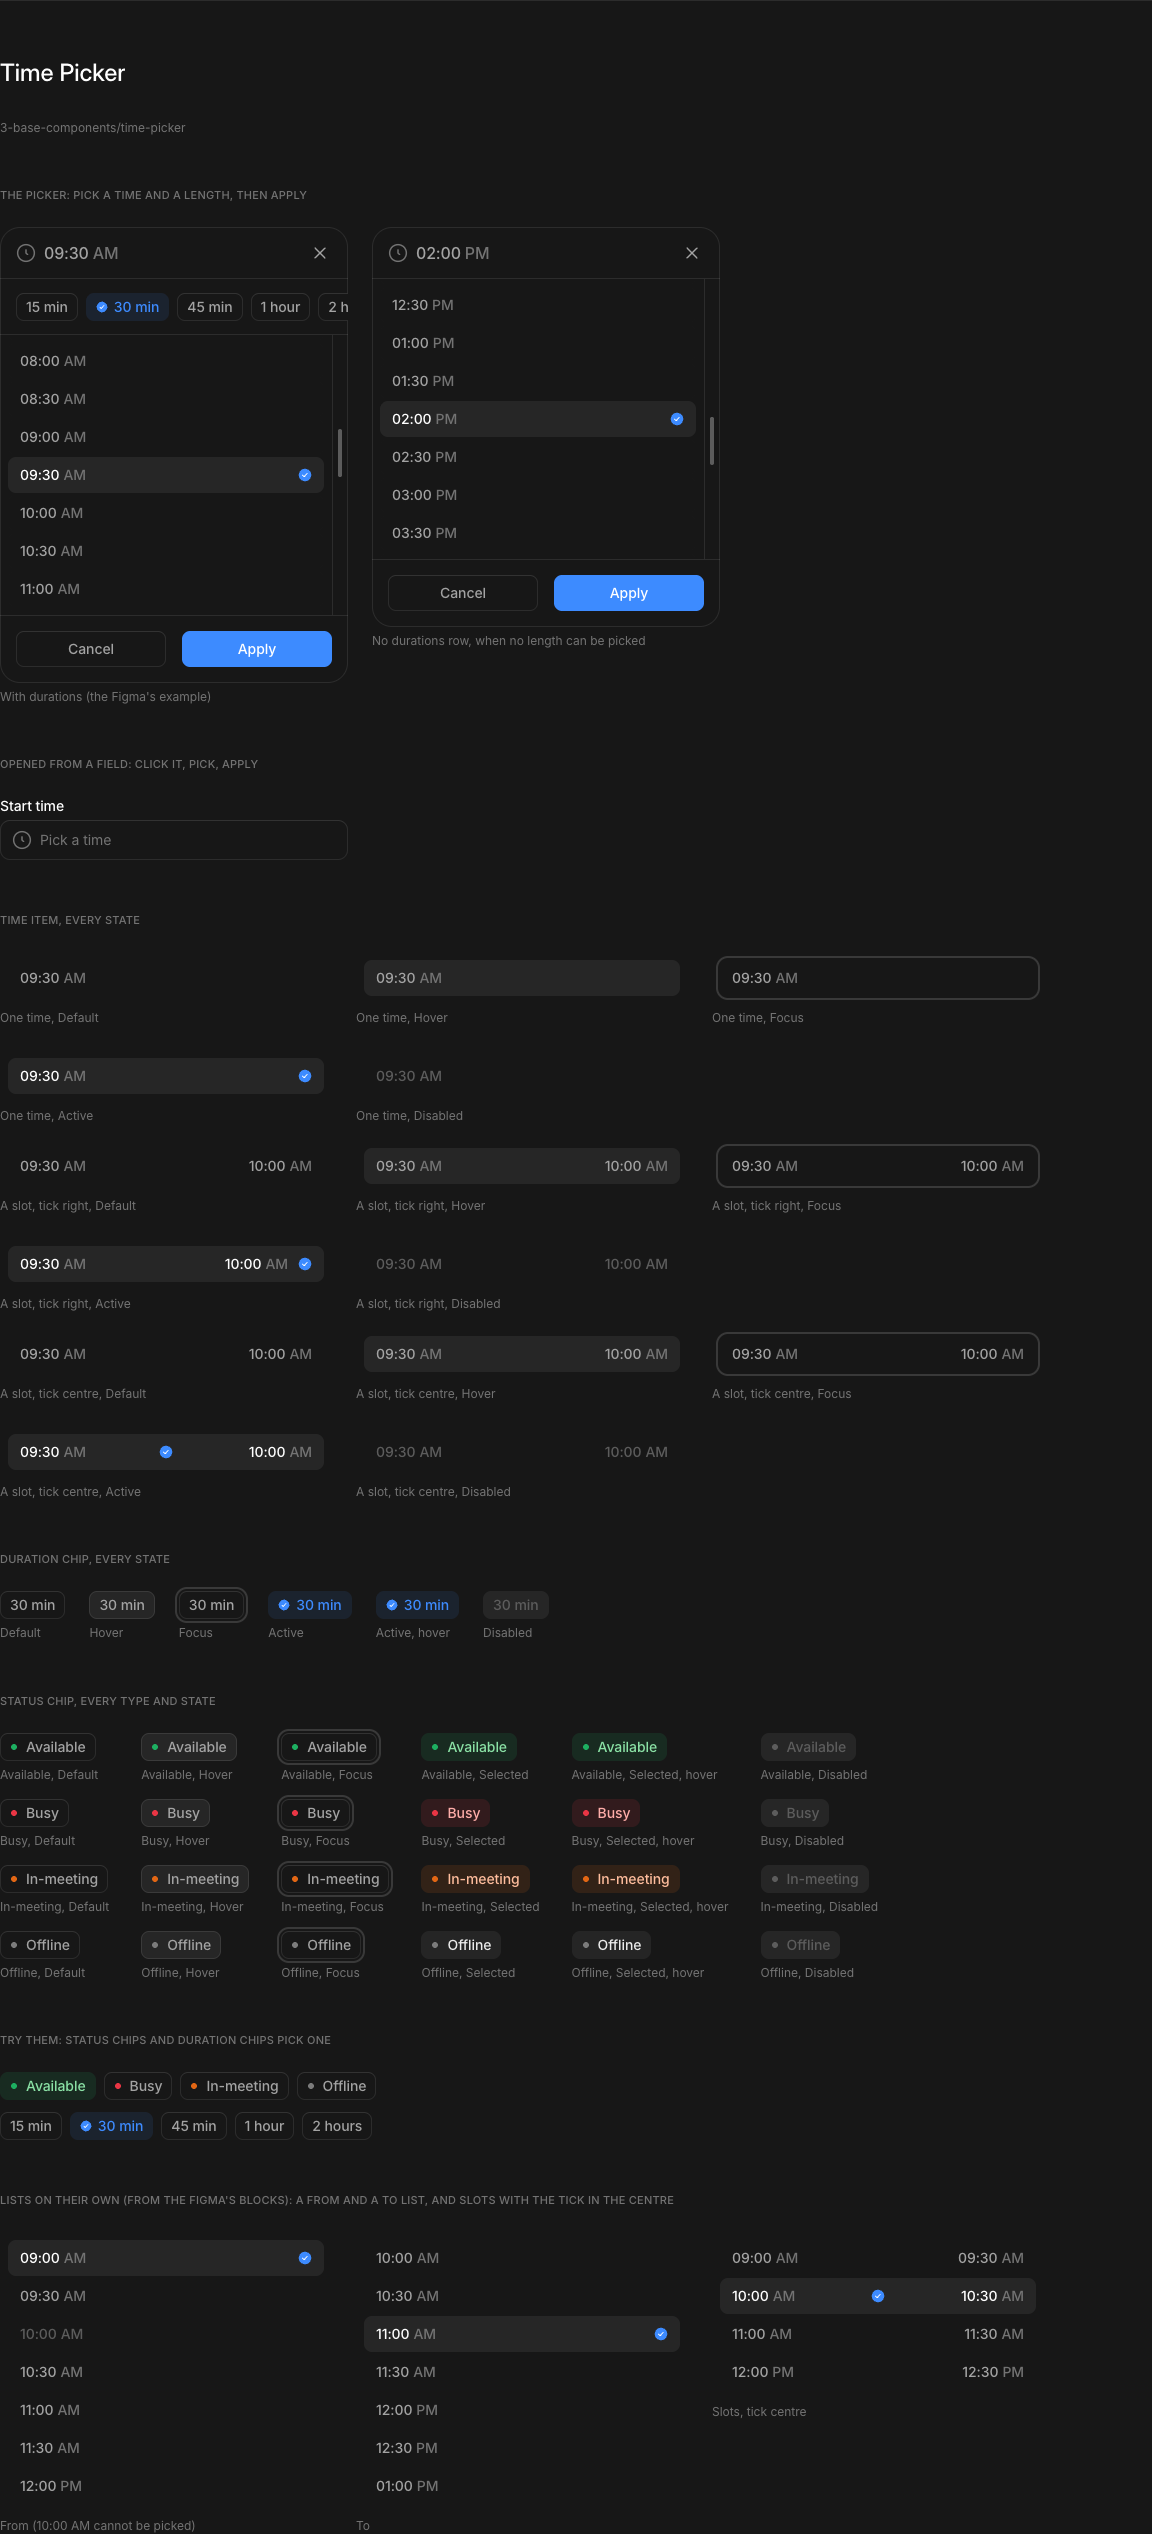 Time Picker
3-base-components/time-picker
THE PICKER: PICK A TIME AND A LENGTH, THEN APPLY
09:30 AM
15 min 30 min 45 min 1 hour 2 h
08:00 AM
08:30 AM
09:00 AM
09:30 AM
10:00 AM
10:30 AM
11:00 AM
Cancel Apply
With durations (the Figma's example)
02:00 PM
12:30 PM
01:00 PM
01:30 PM
02:00 PM
02:30 PM
03:00 PM
03:30 PM
Cancel Apply
No durations row, when no length can be picked
OPENED FROM A FIELD: CLICK IT, PICK, APPLY
Start time
Pick a time
TIME ITEM, EVERY STATE
09:30 AM 09:30 AM 09:30 AM
One time, Default One time, Hover One time, Focus
09:30 AM 09:30 AM
One time, Active One time, Disabled
09:30 AM 10:00 AM 09:30 AM 10:00 AM 09:30 AM 10:00 AM
A slot, tick right, Default A slot, tick right, Hover A slot, tick right, Focus
09:30 AM 10:00 AM 09:30 AM 10:00 AM
A slot, tick right, Active A slot, tick right, Disabled
09:30 AM 10:00 AM 09:30 AM 10:00 AM 09:30 AM 10:00 AM
A slot, tick centre, Default A slot, tick centre, Hover A slot, tick centre, Focus
09:30 AM 10:00 AM 09:30 AM 10:00 AM
A slot, tick centre, Active A slot, tick centre, Disabled
DURATION CHIP, EVERY STATE
30 min 30 min 30 min 30 min 30 min 30 min
Default Hover Focus Active Active, hover Disabled
STATUS CHIP, EVERY TYPE AND STATE
Available Available Available Available Available Available
Available, Default Available, Hover Available, Focus Available, Selected Available, Selected, hover Available, Disabled
Busy Busy Busy Busy Busy Busy
Busy, Default Busy, Hover Busy, Focus Busy, Selected Busy, Selected, hover Busy, Disabled
In-meeting In-meeting In-meeting In-meeting In-meeting In-meeting
In-meeting, Default In-meeting, Hover In-meeting, Focus In-meeting, Selected In-meeting, Selected, hover In-meeting, Disabled
Offline Offline Offline Offline Offline Offline
Offline, Default Offline, Hover Offline, Focus Offline, Selected Offline, Selected, hover Offline, Disabled
TRY THEM: STATUS CHIPS AND DURATION CHIPS PICK ONE
Available Busy In-meeting Offline
15 min 30 min 45 min 1 hour 2 hours
LISTS ON THEIR OWN (FROM THE FIGMA'S BLOCKS): A FROM AND A TO LIST, AND SLOTS WITH THE TICK IN THE CENTRE
09:00 AM
09:30 AM
10:00 AM
10:30 AM
11:00 AM
11:30 AM
12:00 PM
From (10:00 AM cannot be picked)
10:00 AM
10:30 AM
11:00 AM
11:30 AM
12:00 PM
12:30 PM
01:00 PM
To
09:00 AM 09:30 AM
10:00 AM 10:30 AM
11:00 AM 11:30 AM
12:00 PM 12:30 PM
Slots, tick centre